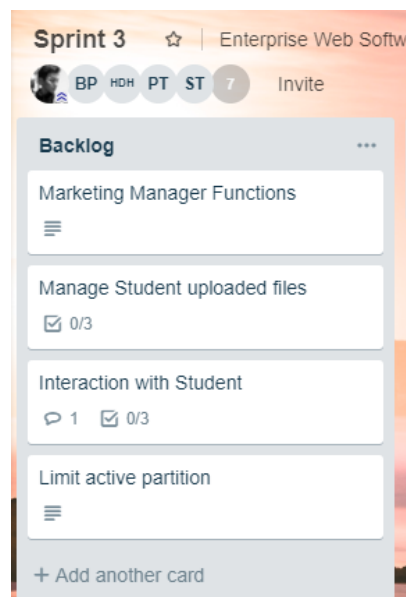 Sprint 3 Enterprise Web Softw
BP HDH PT ST 7 Invite
Backlog
Marketing Manager Functions
Manage Student uploaded files
0/3
Interaction with Student
1 0/3
Limit active partition
+ Add another card